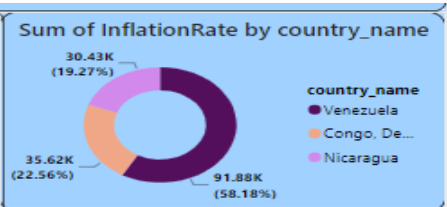 Sum of InflationRate by country_name
30.43K
(19.27%)
country_name
Venezuela
Congo, De...
Nicaragua
35.62K
(22.56%)
91.88K
(58.18%)